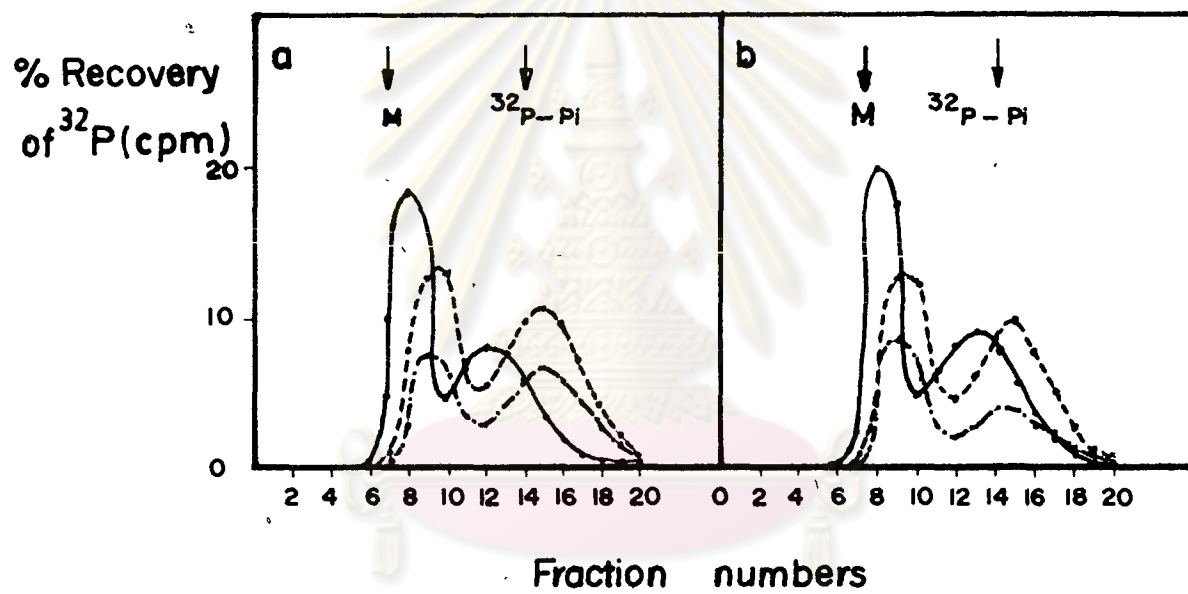 % Recovery
of ³²P(cpm)
a
M
³²P-Pi
b
M
³²P-Pi
20
10
0
2 4 6 8 10 12 14 16 18 20
0 2 4 6 8 10 12 14 16 18 20
Fraction numbers